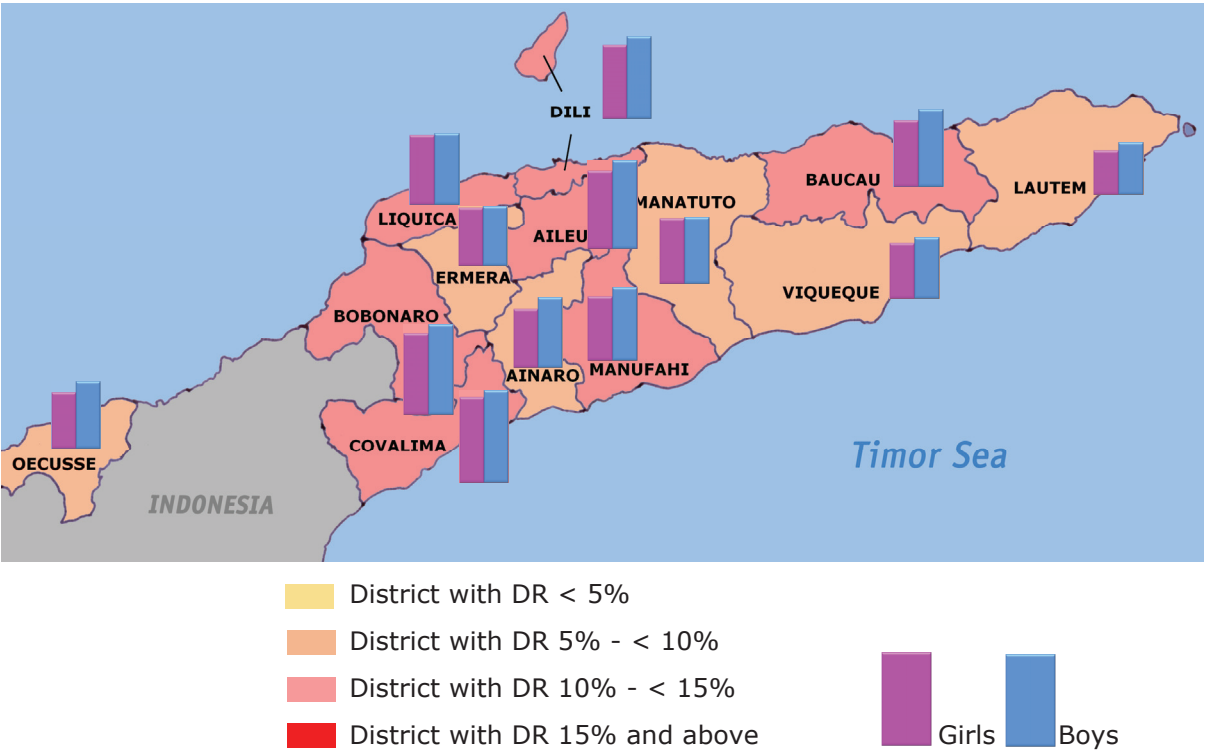 DILI
BAUCAU
LAUTEM
MANATUTO
LIQUICA
AILEU
ERMERA
VIQUEQUE
BOBONARO
AINARO
MANUFAHI
COVALIMA
OECUSSE
Timor Sea
INDONESIA
District with DR < 5%
District with DR 5% - < 10%
District with DR 10% - < 15%
District with DR 15% and above
Girls
Boys